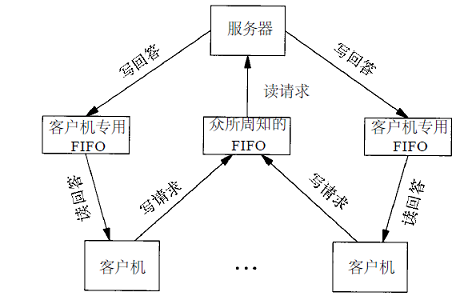 服务器
写回答
写回答
读请求
客户机专用
FIFO
众所周知的
FIFO
客户机专用
FIFO
读回答
写请求
写请求
读回答
客户机
...
客户机